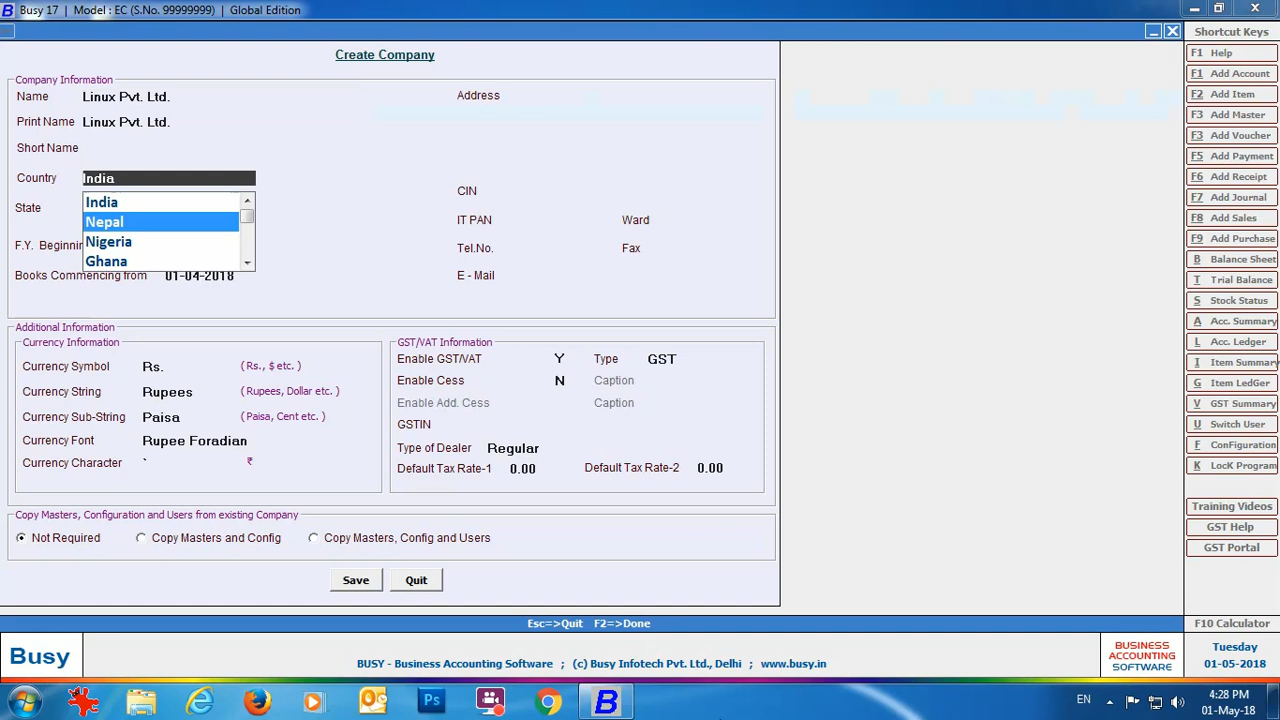 Busy 17 | Model: EC (S.No. 99999999) | Global Edition
Create Company
Company Information
Name Linux Pvt. Ltd.
Address
Print Name Linux Pvt. Ltd.
Short Name
Country India
CIN
State
India
Nepal
Nigeria
Ghana
IT PAN Ward
F.Y. Beginnin
Tel.No. Fax
Books Commencing from 01-04-2018
E - Mail
Additional Information
Currency Information
Currency Symbol Rs. (Rs., $ etc.)
Currency String Rupees (Rupees, Dollar etc.)
Currency Sub-String Paisa (Paisa, Cent etc.)
Currency Font Rupee Foradian
Currency Character ` ₹
GST/VAT Information
Enable GST/VAT Y Type GST
Enable Cess N Caption
Enable Add. Cess Caption
GSTIN
Type of Dealer Regular
Default Tax Rate-1 0.00 Default Tax Rate-2 0.00
Copy Masters, Configuration and Users from existing Company
Not Required Copy Masters and Config Copy Masters, Config and Users
Save Quit
Esc=>Quit F2=>Done
Shortcut Keys
F1 Help
F1 Add Account
F2 Add Item
F3 Add Master
F3 Add Voucher
F5 Add Payment
F6 Add Receipt
F7 Add Journal
F8 Add Sales
F9 Add Purchase
B Balance Sheet
T Trial Balance
S Stock Status
A Acc. Summary
L Acc. Ledger
I Item Summary
G Item LedGer
V GST Summary
U Switch User
F ConFiguration
K LocK Program
Training Videos
GST Help
GST Portal
F10 Calculator
Busy
BUSY - Business Accounting Software ; (c) Busy Infotech Pvt. Ltd., Delhi ; www.busy.in
BUSINESS
ACCOUNTING
SOFTWARE
Tuesday
01-05-2018
EN
4:28 PM
01-May-18